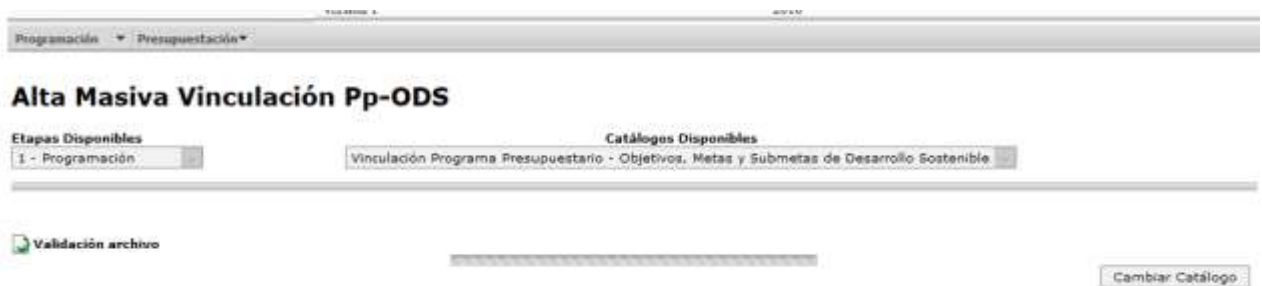 Programación Presupuestación
Alta Masiva Vinculación Pp-ODS
Etapas Disponibles Catálogos Disponibles
1 - Programación Vinculación Programa Presupuestario - Objetivos, Metas y Submetas de Desarrollo Sostenible
Validación archivo
Cambiar Catálogo